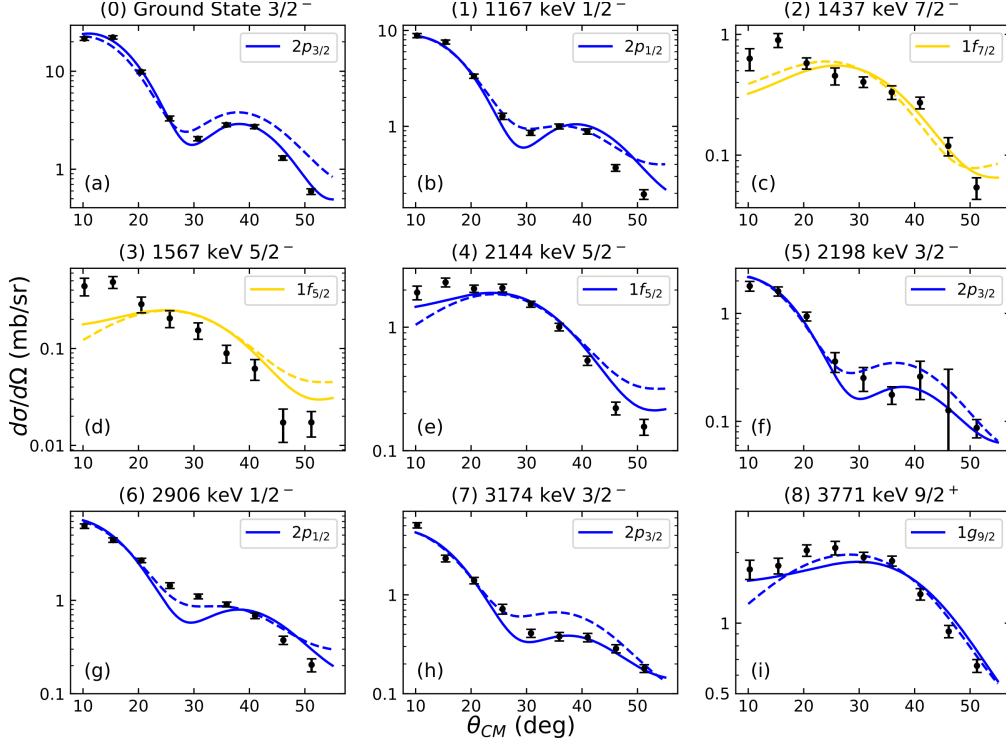 (0) Ground State 3/2⁻
2p₃/₂
10
1
(a)
10 20 30 40 50
(1) 1167 keV 1/2⁻
2p₁/₂
10
1
(b)
10 20 30 40 50
(2) 1437 keV 7/2⁻
1f₇/₂
1
0.1
(c)
10 20 30 40 50
(3) 1567 keV 5/2⁻
1f₅/₂
0.1
0.01
(d)
10 20 30 40 50
(4) 2144 keV 5/2⁻
1f₅/₂
1
0.1
(e)
10 20 30 40 50
(5) 2198 keV 3/2⁻
2p₃/₂
1
0.1
(f)
10 20 30 40 50
(6) 2906 keV 1/2⁻
2p₁/₂
1
0.1
(g)
10 20 30 40 50
(7) 3174 keV 3/2⁻
2p₃/₂
1
0.1
(h)
10 20 30 40 50
(8) 3771 keV 9/2⁺
1g₉/₂
1
0.5
(i)
10 20 30 40 50
dσ/dΩ (mb/sr)
θCM (deg)